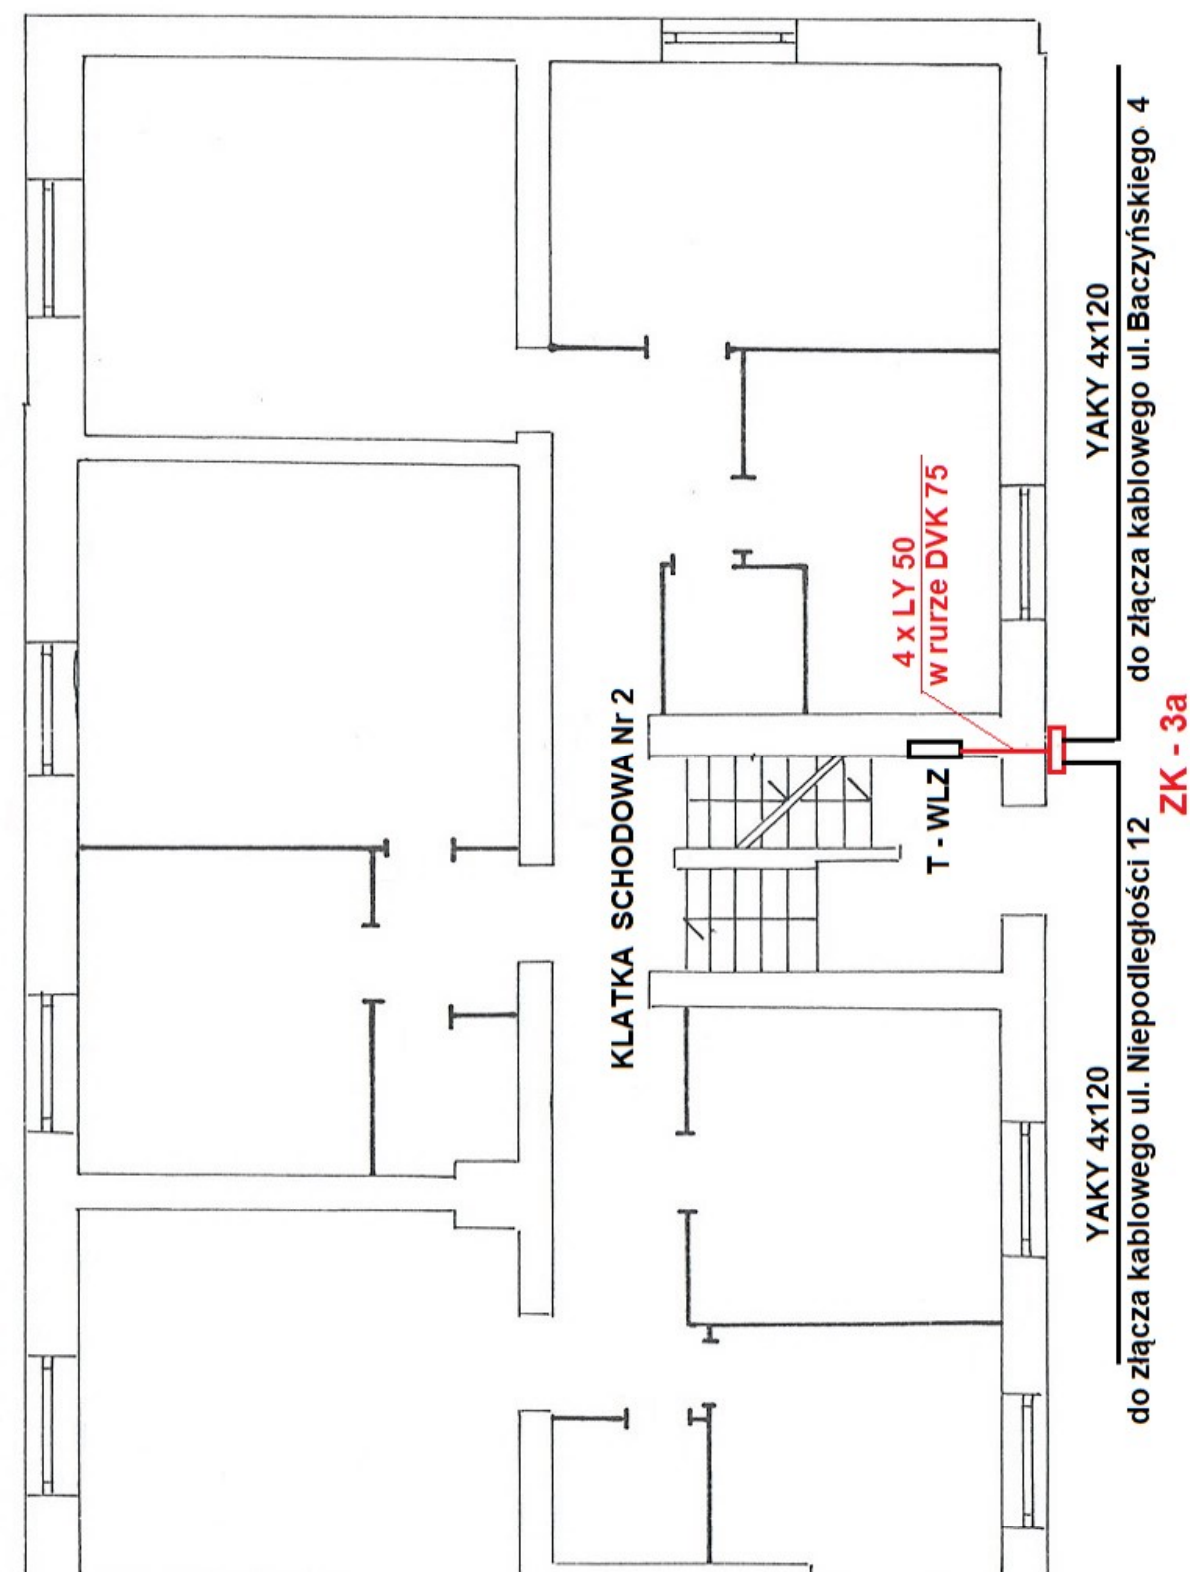 KLATKA SCHODOWA Nr 2
4 x LY 50
w rurze DVK 75
T - WLZ
YAKY 4x120
do złącza kablowego ul. Niepodległości 12
YAKY 4x120
do złącza kablowego ul. Baczyńskiego 4
ZK - 3a